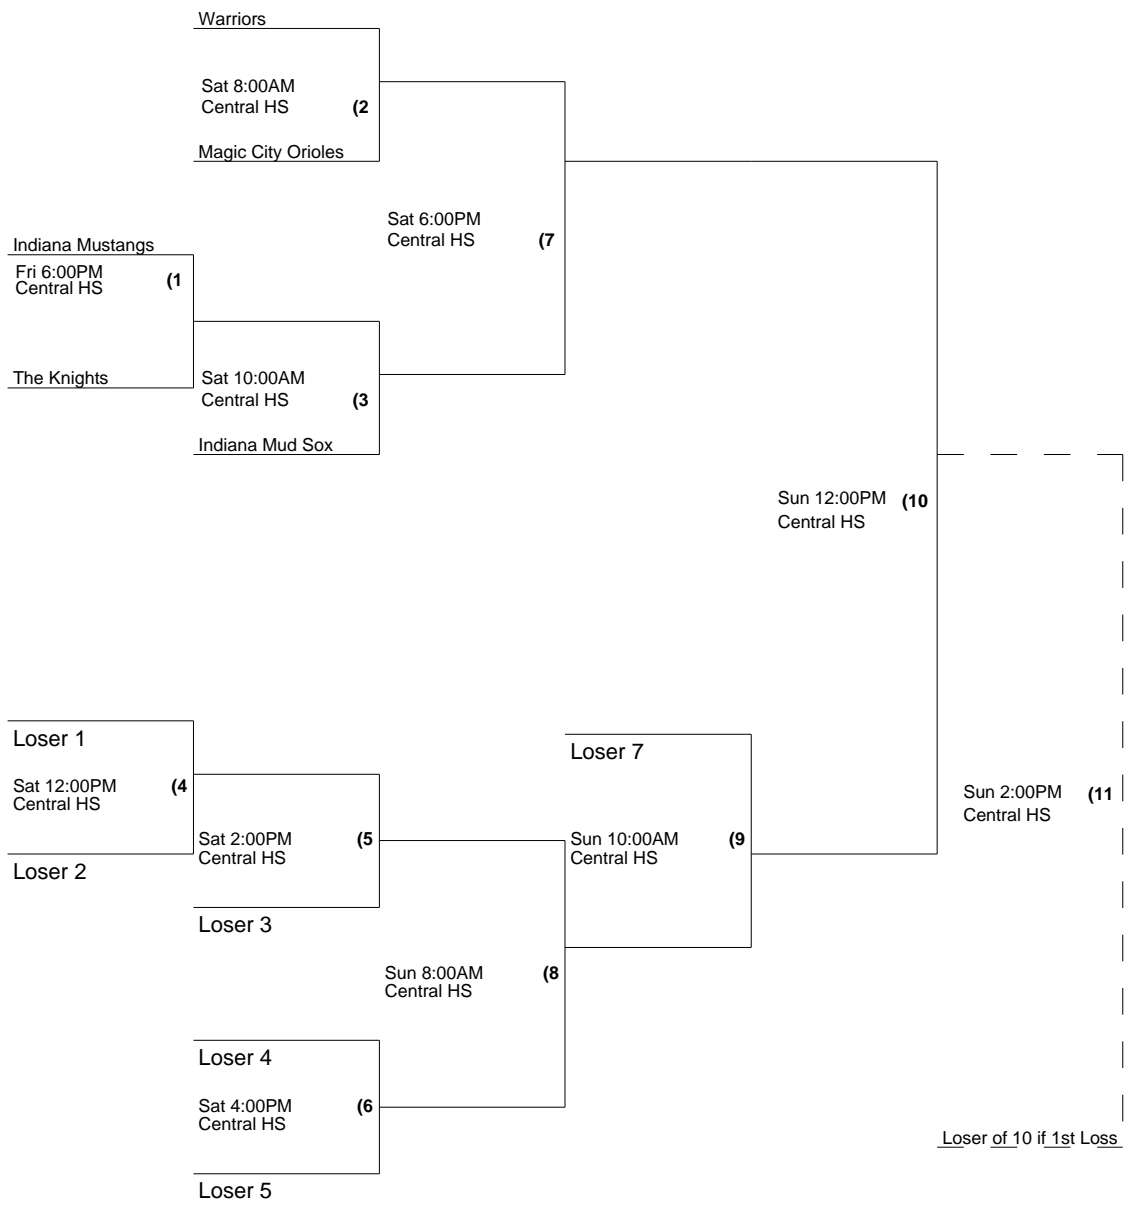 Warriors
Sat 8:00AM
Central HS (2
Magic City Orioles
Sat 6:00PM
Central HS (7
Indiana Mustangs
Fri 6:00PM
Central HS (1
The Knights
Sat 10:00AM
Central HS (3
Indiana Mud Sox
Sun 12:00PM (10
Central HS
Loser 1
Sat 12:00PM (4
Central HS
Loser 2
Sat 2:00PM (5
Central HS
Loser 3
Loser 7
Sun 10:00AM (9
Central HS
Sun 2:00PM (11
Central HS
Sun 8:00AM (8
Central HS
Loser 4
Sat 4:00PM (6
Central HS
Loser 5
Loser of 10 if 1st Loss